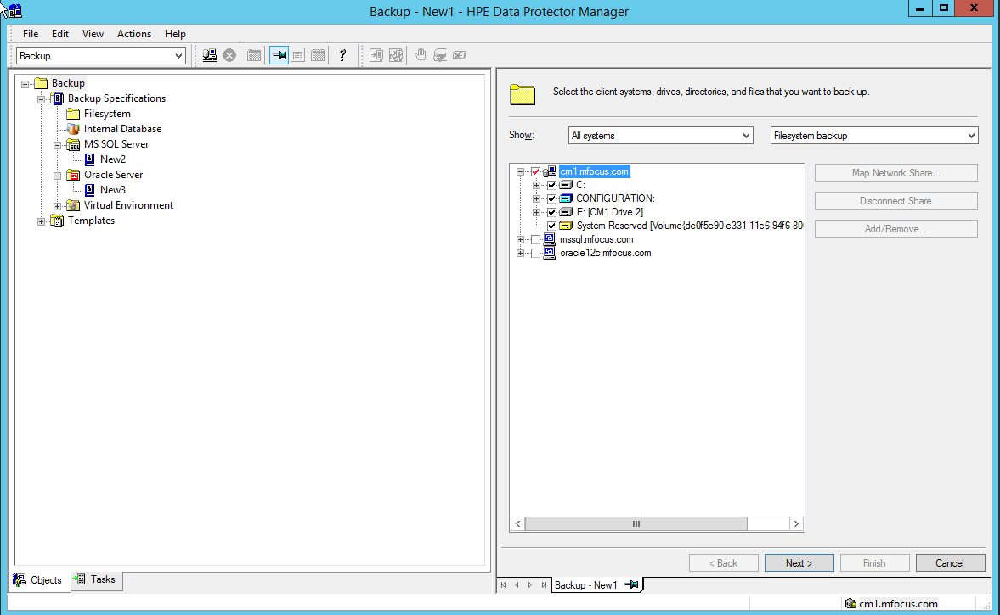 Backup - New1 - HPE Data Protector Manager
File Edit View Actions Help
Backup
Backup
Backup Specifications
Filesystem
Internal Database
MS SQL Server
New2
Oracle Server
New3
Virtual Environment
Templates
Objects Tasks
Select the client systems, drives, directories, and files that you want to back up.
Show: All systems Filesystem backup
cm1.mfocus.com
C:
CONFIGURATION:
E: [CM1 Drive 2]
System Reserved [Volume{dc0f5c90-e331-11e6-94f6-80
mssql.mfocus.com
oracle12c.mfocus.com
Map Network Share...
Disconnect Share
Add/Remove...
< Back Next > Finish Cancel
Backup - New1
cm1.mfocus.com